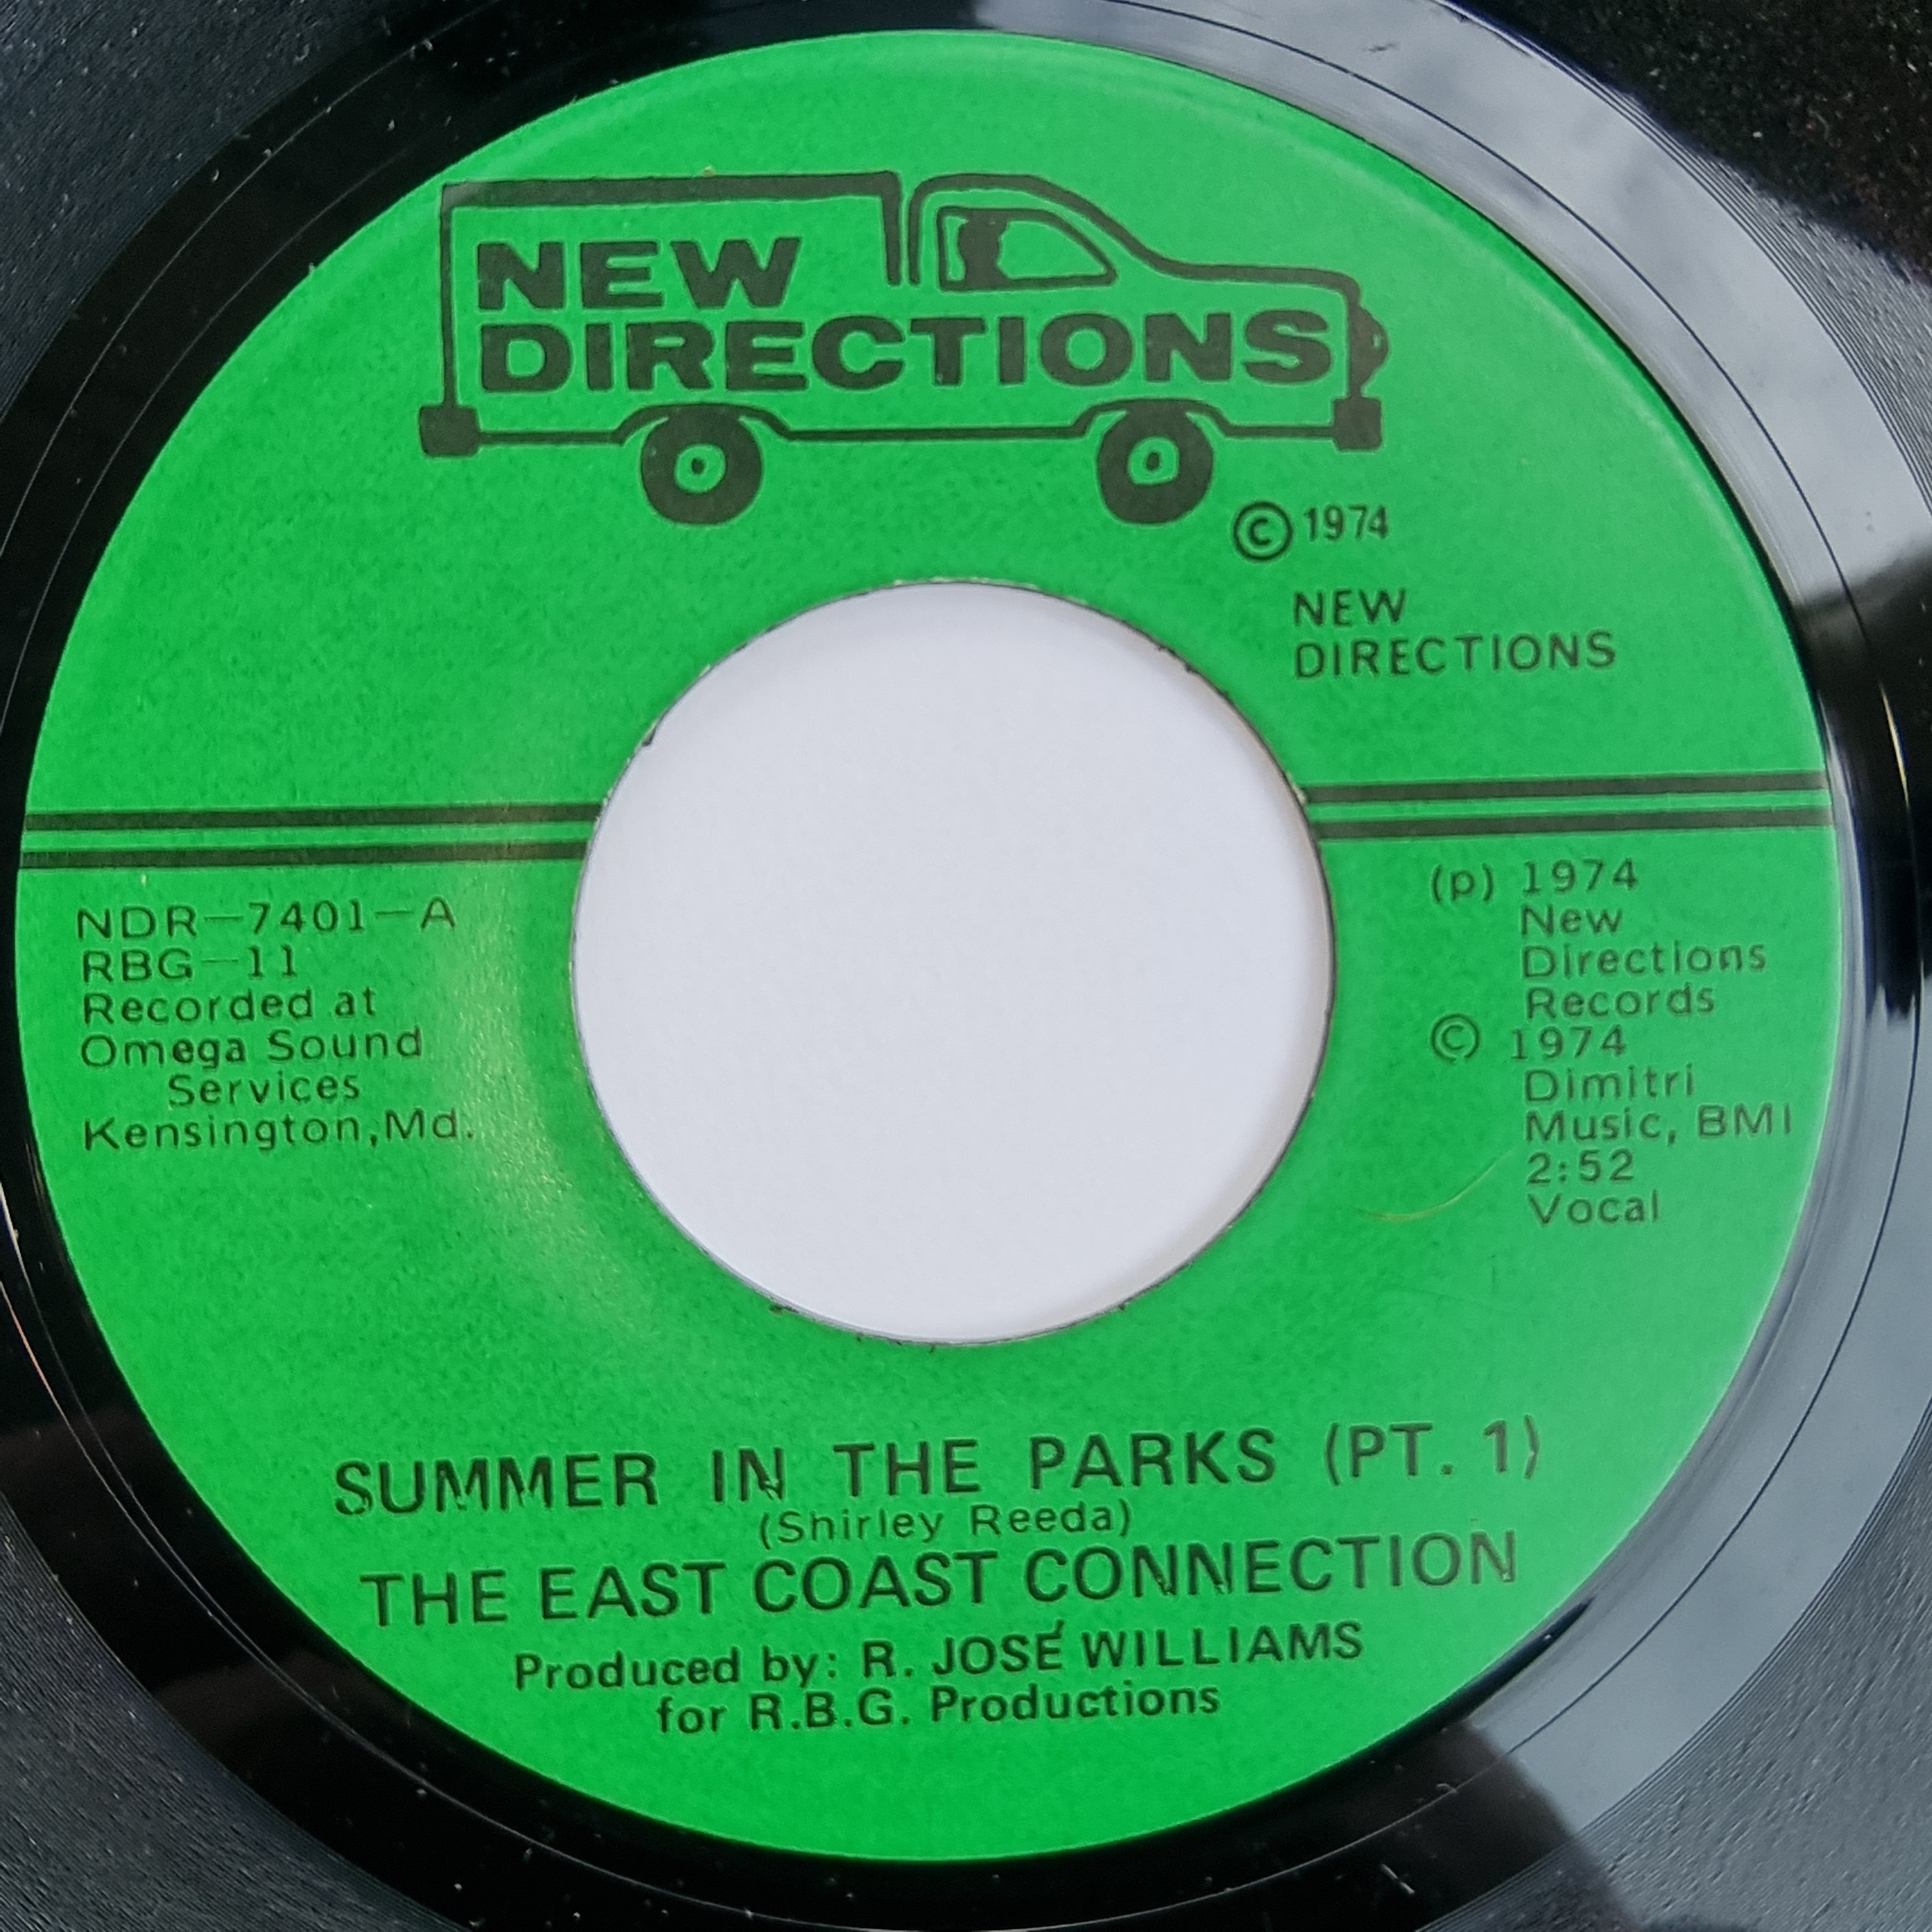 NEW
DIRECTIONS
© 1974
NEW
DIRECTIONS
NDR-7401-A
RBG-11
Recorded at
Omega Sound
Services
Kensington, Md.
(p) 1974
New
Directions
Records
© 1974
Dimitri
Music, BMI
2:52
Vocal
SUMMER IN THE PARKS (PT. 1)
(Shirley Reeda)
THE EAST COAST CONNECTION
Produced by: R. JOSÉ WILLIAMS
for R.B.G. Productions